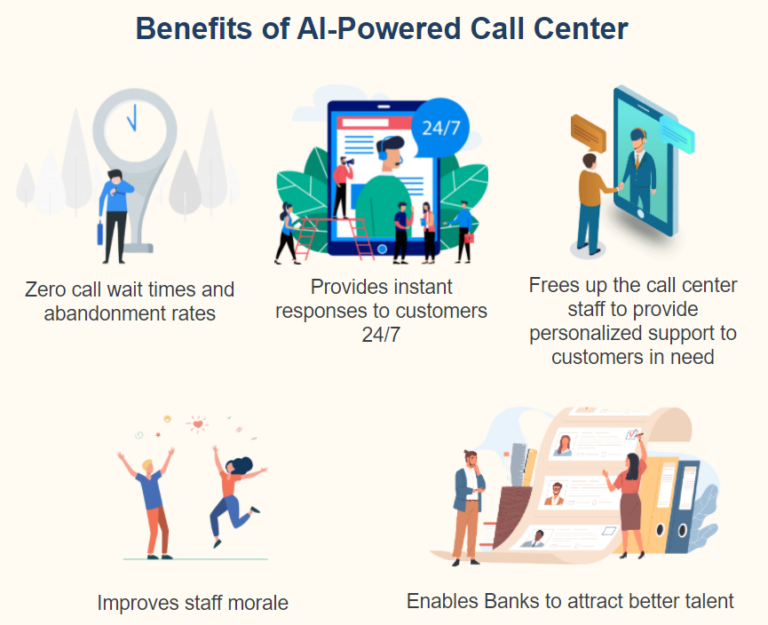 Benefits of AI-Powered Call Center
24/7
Zero call wait times and
abandonment rates
Provides instant
responses to customers
24/7
Frees up the call center
staff to provide
personalized support to
customers in need
Improves staff morale
Enables Banks to attract better talent